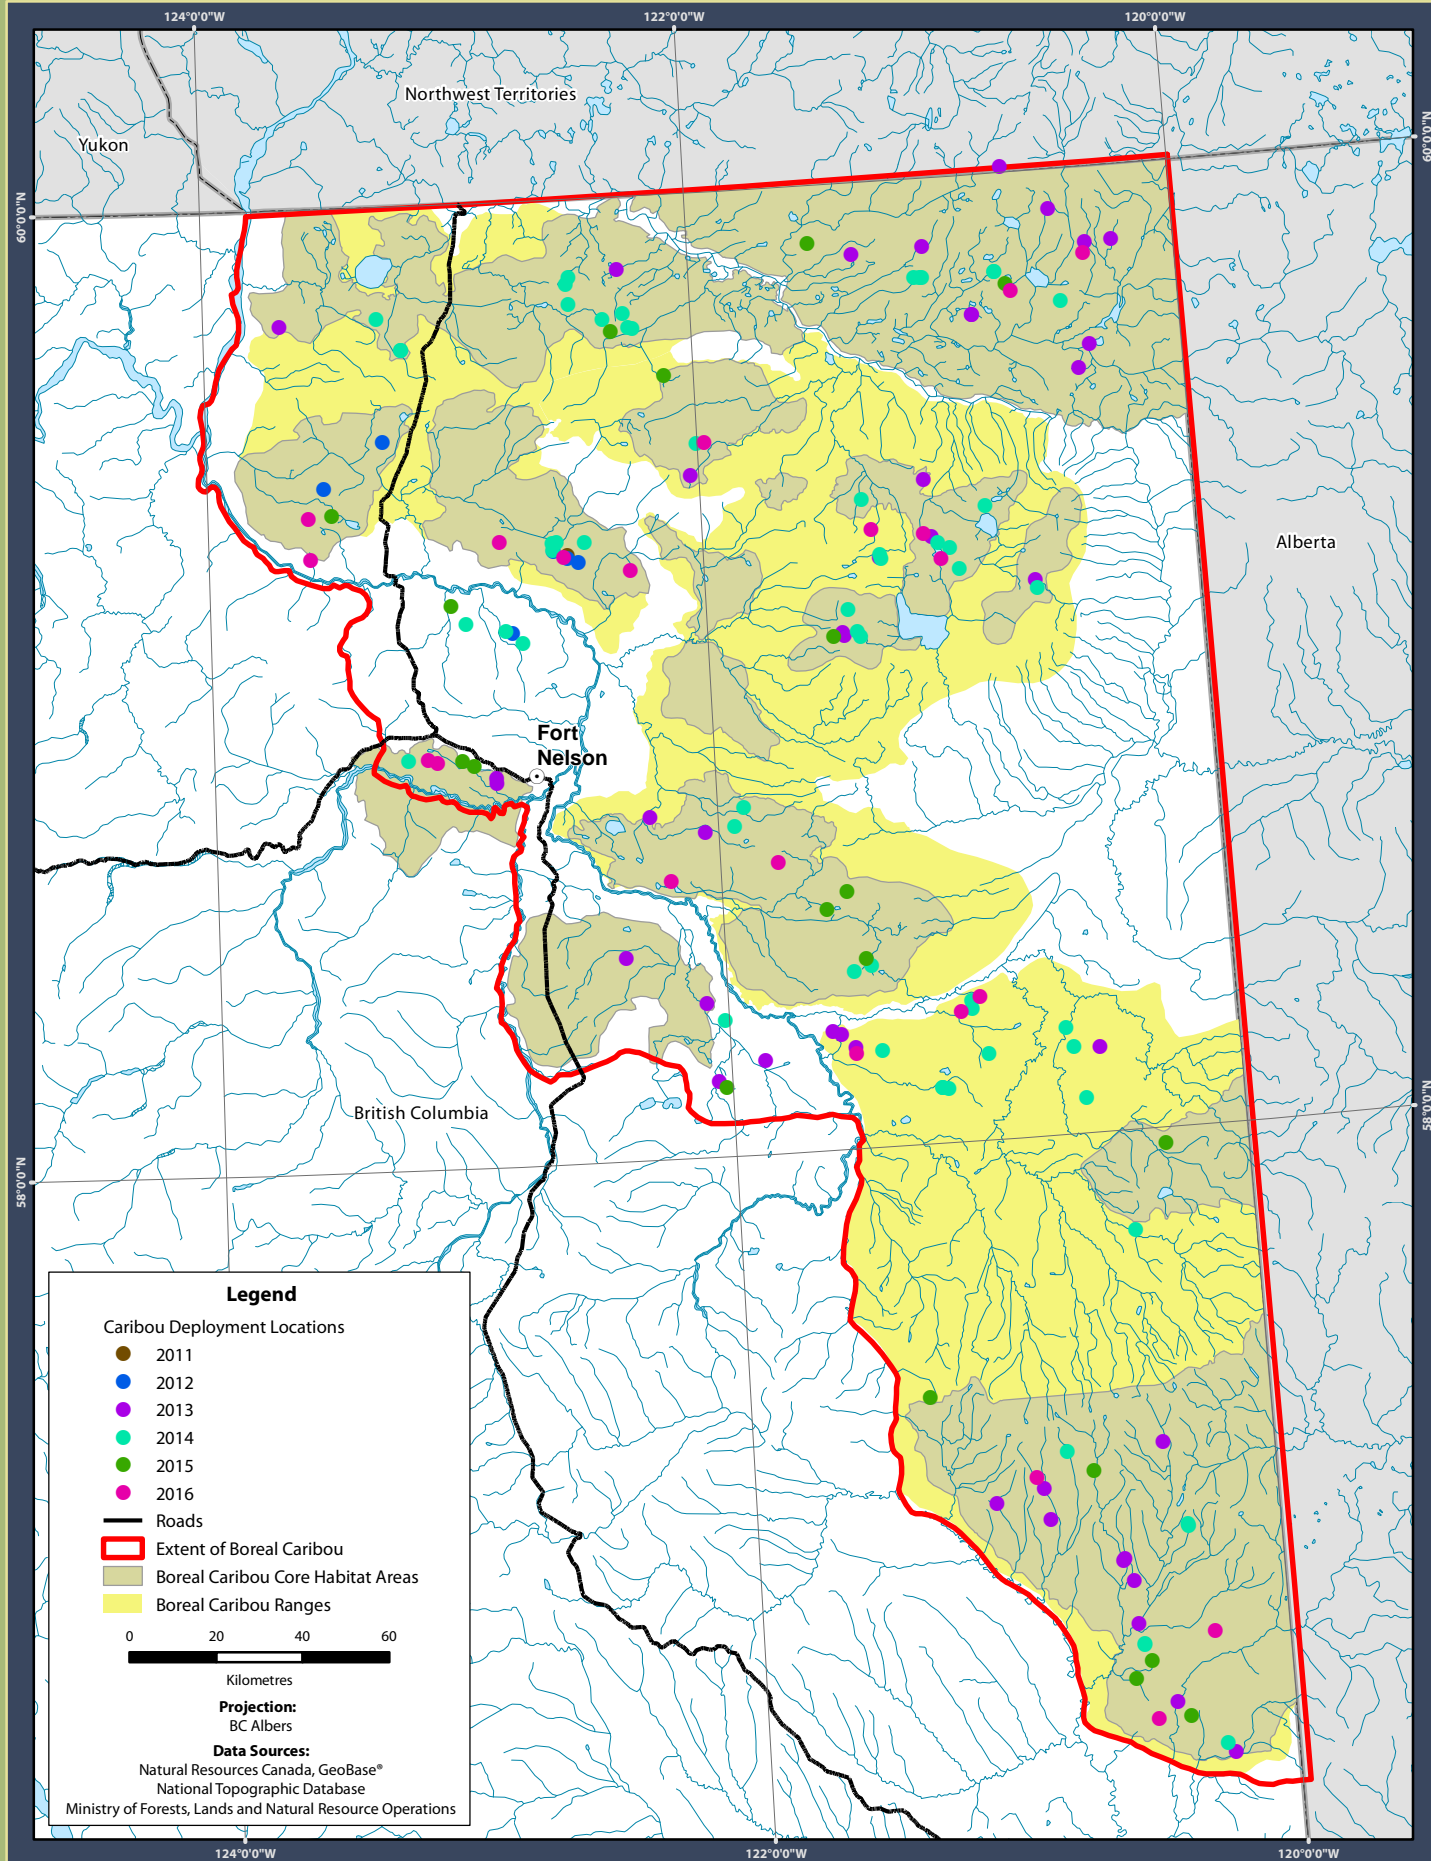 124°0'0"W
122°0'0"W
120°0'0"W
Northwest Territories
Yukon
60°0'0"N
60°0'0"N
Alberta
Fort
Nelson
British Columbia
58°0'0"N
58°0'0"N
Legend
Caribou Deployment Locations
2011
2012
2013
2014
2015
2016
Roads
Extent of Boreal Caribou
Boreal Caribou Core Habitat Areas
Boreal Caribou Ranges
0 20 40 60
Kilometres
Projection:
BC Albers
Data Sources:
Natural Resources Canada, GeoBase®
National Topographic Database
Ministry of Forests, Lands and Natural Resource Operations
124°0'0"W
122°0'0"W
120°0'0"W